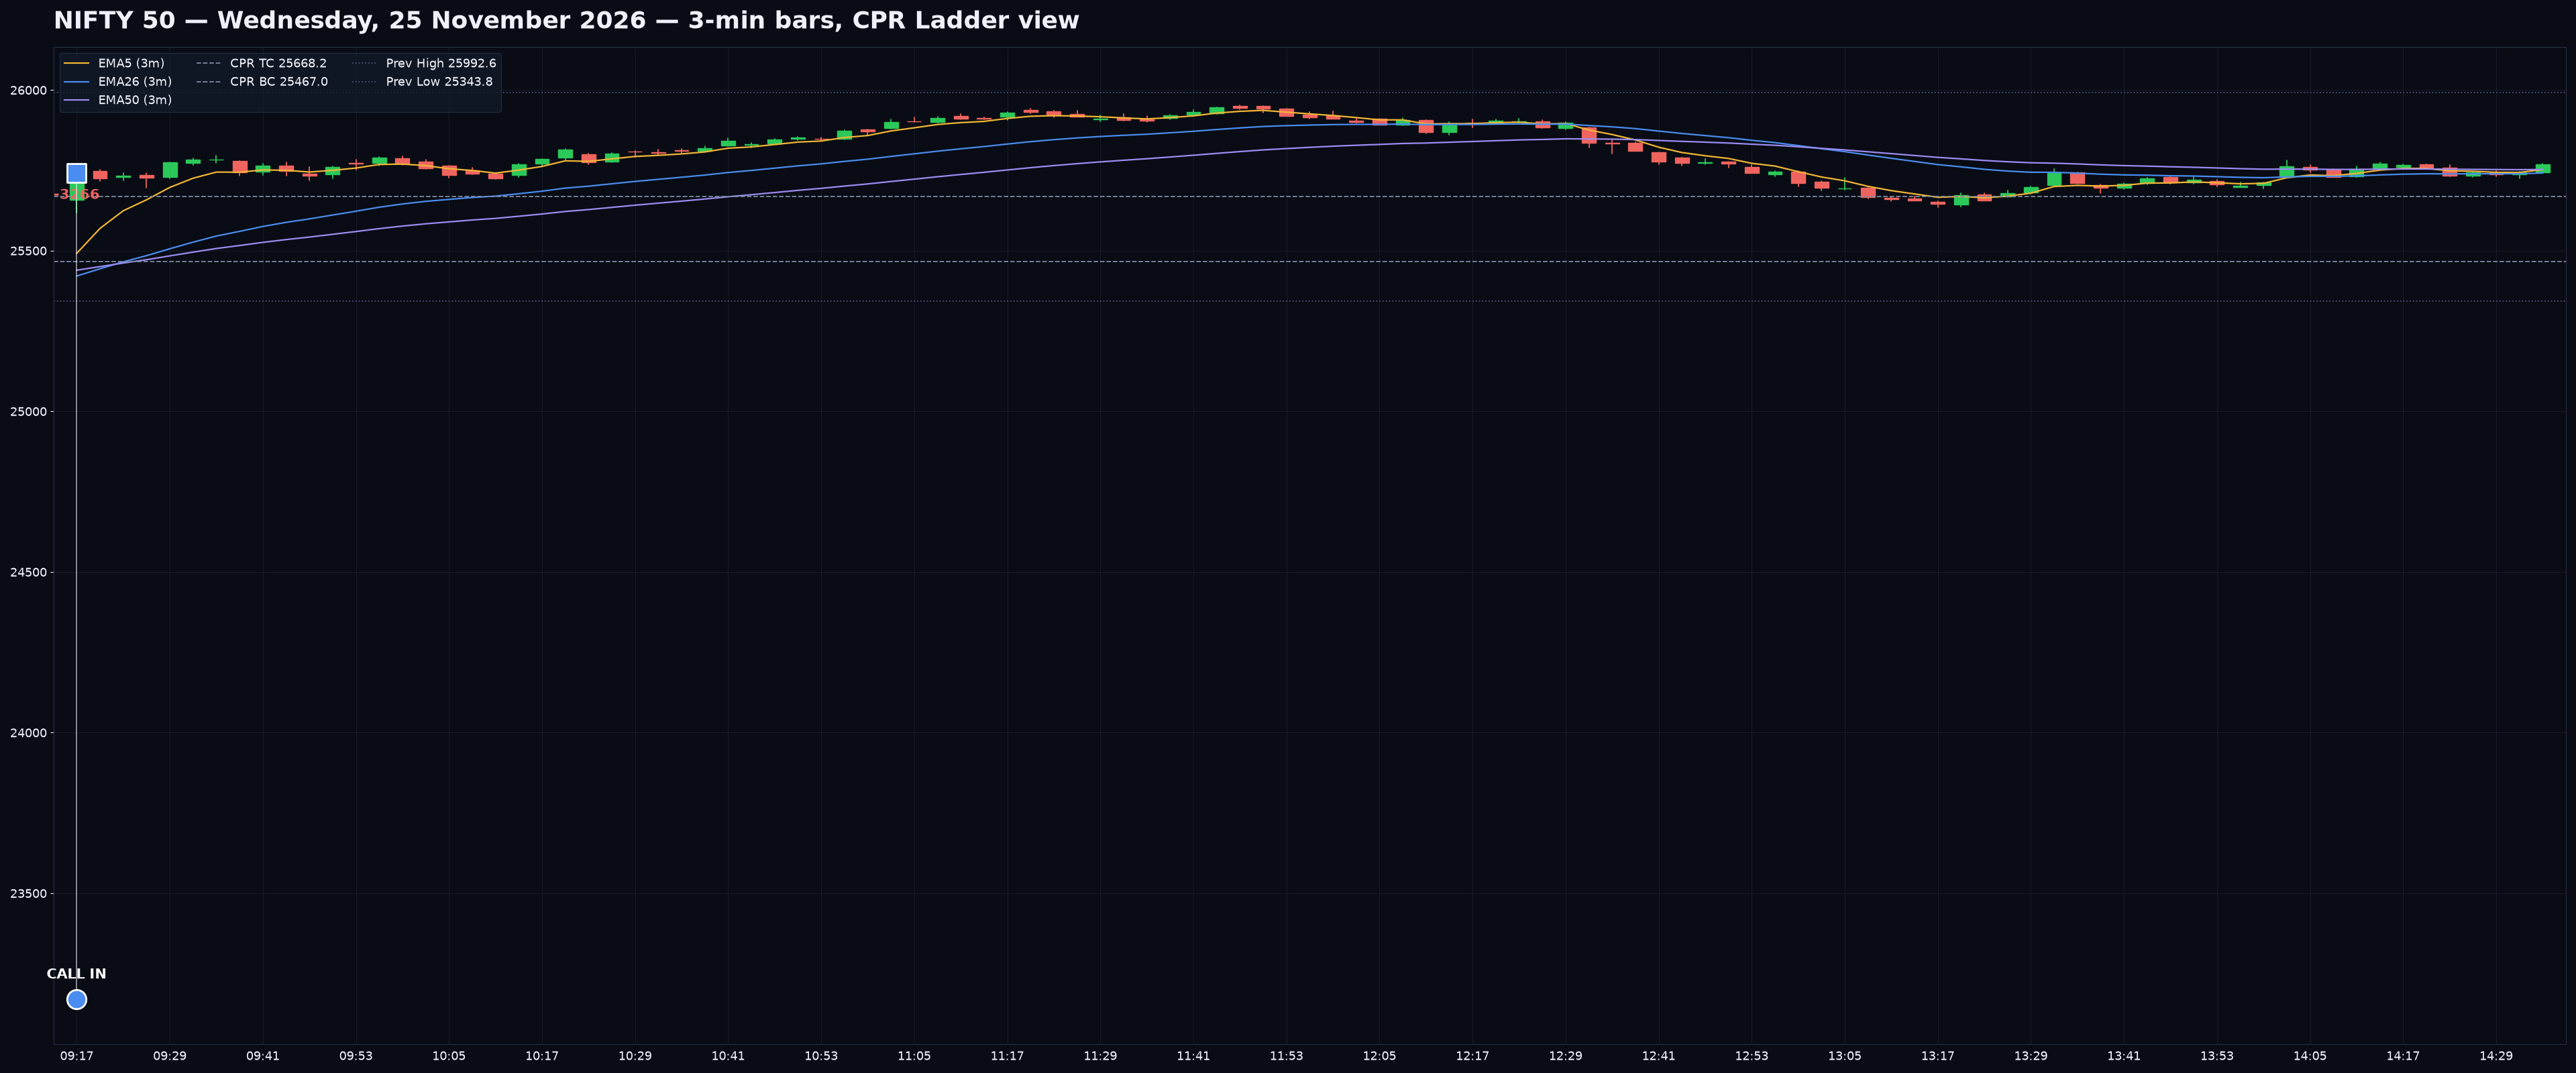 NIFTY 50 — Wednesday, 25 November 2026 — 3-min bars, CPR Ladder view
EMA5 (3m) CPR TC 25668.2 Prev High 25992.6
EMA26 (3m) CPR BC 25467.0 Prev Low 25343.8
EMA50 (3m)
26000
25500
25000
24500
24000
23500
CALL IN
09:17 09:29 09:41 09:53 10:05 10:17 10:29 10:41 10:53 11:05 11:17 11:29 11:41 11:53 12:05 12:17 12:29 12:41 12:53 13:05 13:17 13:29 13:41 13:53 14:05 14:17 14:29